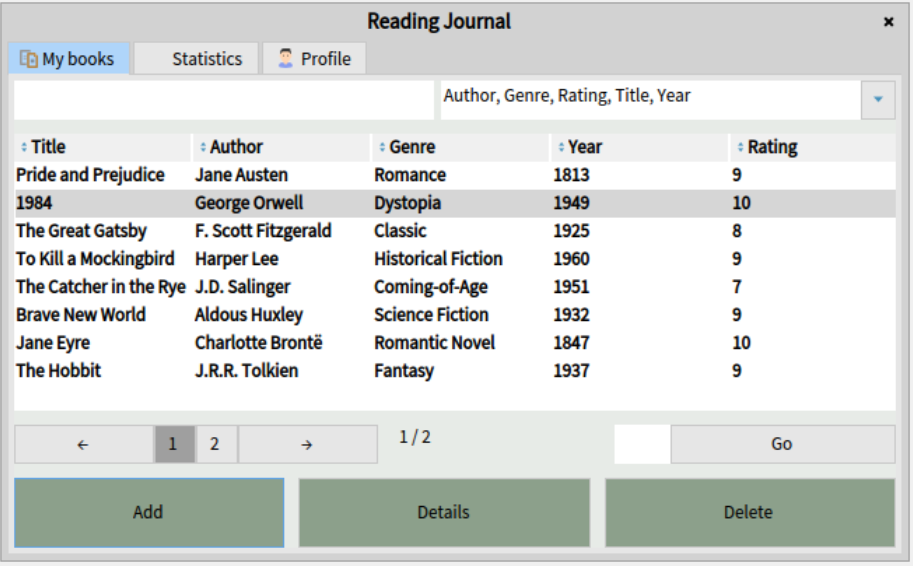 Reading Journal ×
My books Statistics Profile
Author, Genre, Rating, Title, Year
Title Author Genre Year Rating
Pride and Prejudice Jane Austen Romance 1813 9
1984 George Orwell Dystopia 1949 10
The Great Gatsby F. Scott Fitzgerald Classic 1925 8
To Kill a Mockingbird Harper Lee Historical Fiction 1960 9
The Catcher in the Rye J.D. Salinger Coming-of-Age 1951 7
Brave New World Aldous Huxley Science Fiction 1932 9
Jane Eyre Charlotte Brontë Romantic Novel 1847 10
The Hobbit J.R.R. Tolkien Fantasy 1937 9
← 1 2 → 1 / 2 Go
Add Details Delete